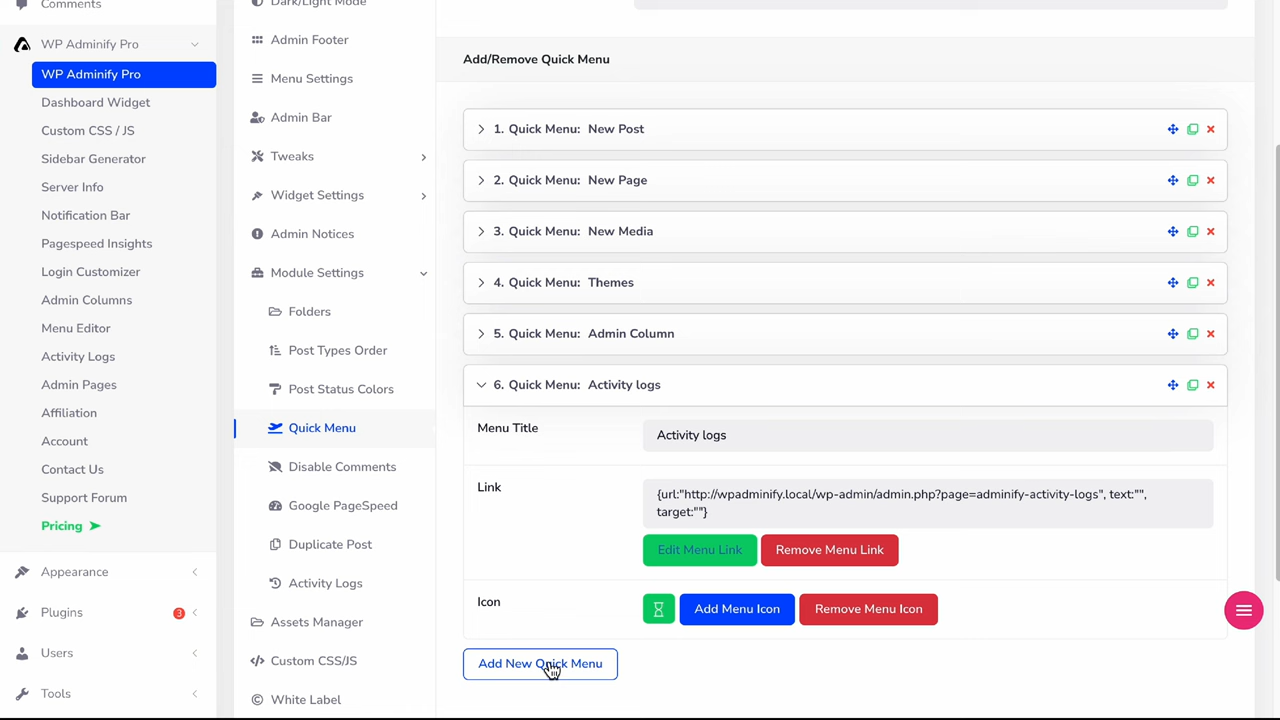 Comments
WP Adminify Pro
WP Adminify Pro
Dashboard Widget
Custom CSS / JS
Sidebar Generator
Server Info
Notification Bar
Pagespeed Insights
Login Customizer
Admin Columns
Menu Editor
Activity Logs
Admin Pages
Affiliation
Account
Contact Us
Support Forum
Pricing ➤
Appearance
Plugins 3
Users
Tools
Dark/Light Mode
Admin Footer
Menu Settings
Admin Bar
Tweaks
Widget Settings
Admin Notices
Module Settings
Folders
Post Types Order
Post Status Colors
Quick Menu
Disable Comments
Google PageSpeed
Duplicate Post
Activity Logs
Assets Manager
Custom CSS/JS
White Label
Add/Remove Quick Menu
1. Quick Menu: New Post
2. Quick Menu: New Page
3. Quick Menu: New Media
4. Quick Menu: Themes
5. Quick Menu: Admin Column
6. Quick Menu: Activity logs
Menu Title
Activity logs
Link
{url:"http://wpadminify.local/wp-admin/admin.php?page=adminify-activity-logs", text:"",
target:""}
Edit Menu Link Remove Menu Link
Icon
Add Menu Icon Remove Menu Icon
Add New Quick Menu